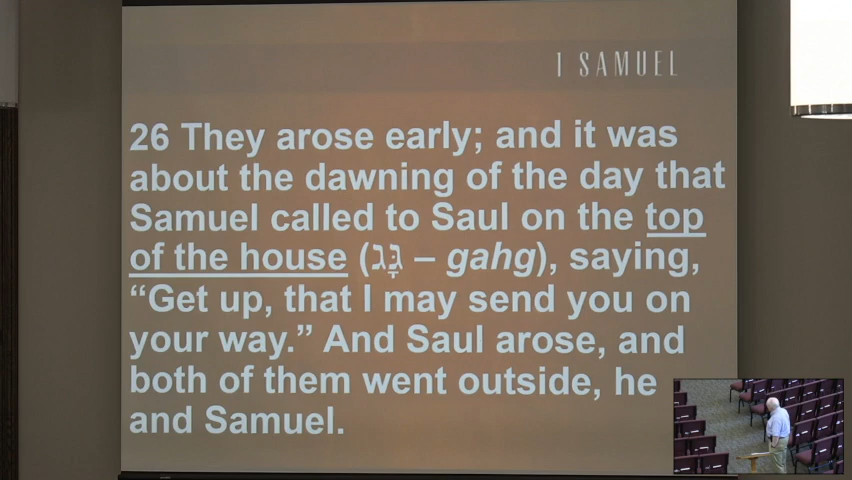 1 SAMUEL
26 They arose early; and it was
about the dawning of the day that
Samuel called to Saul on the top
of the house (גָּג – gahg), saying,
“Get up, that I may send you on
your way.” And Saul arose, and
both of them went outside, he
and Samuel.